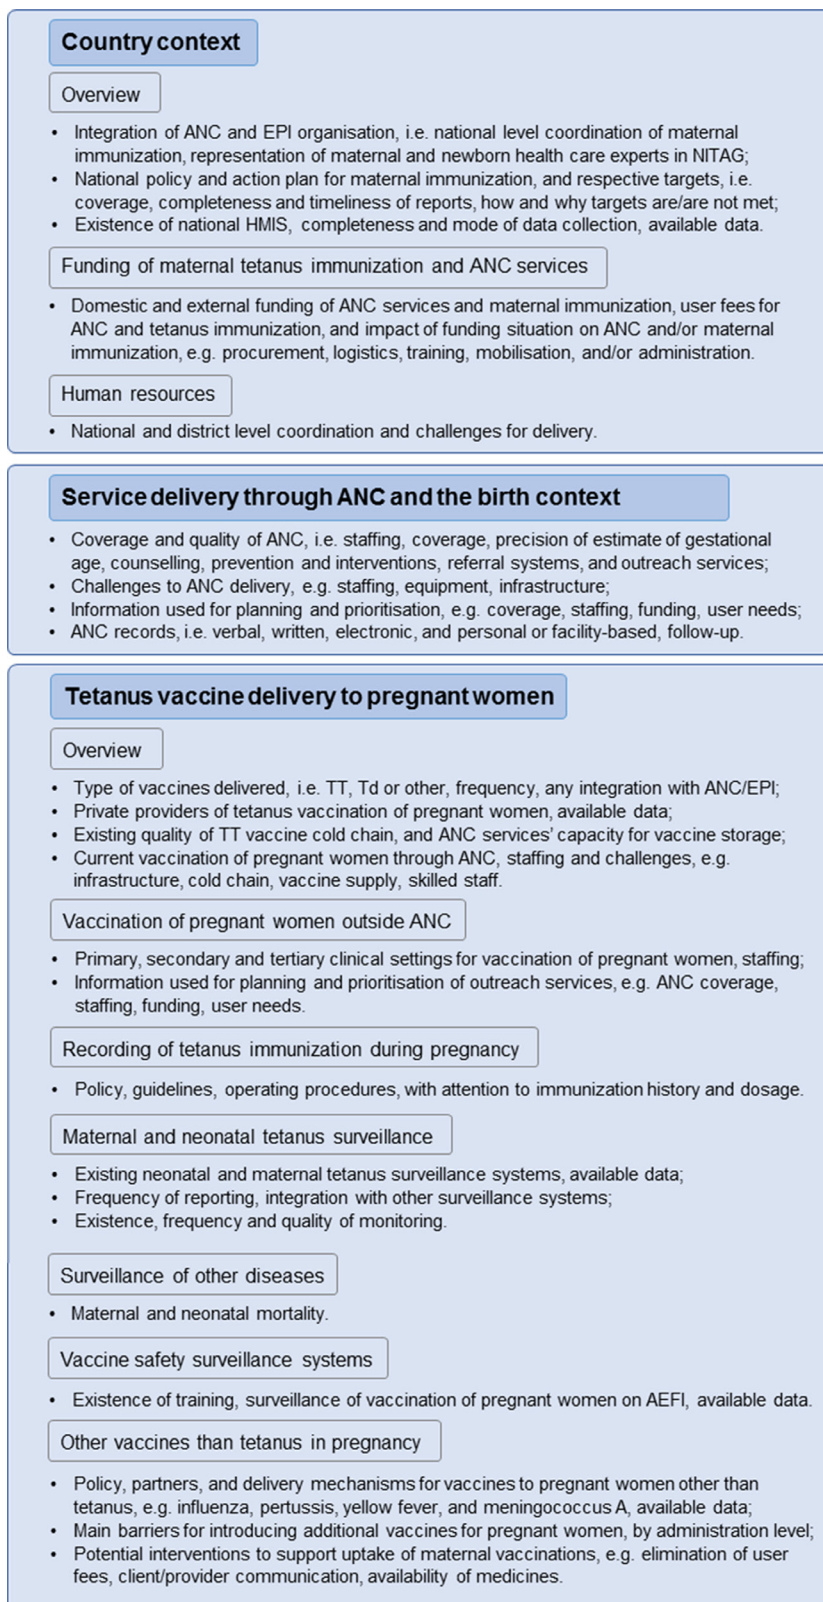 Country context
Overview
• Integration of ANC and EPI organisation, i.e. national level coordination of maternal
immunization, representation of maternal and newborn health care experts in NITAG;
• National policy and action plan for maternal immunization, and respective targets, i.e.
coverage, completeness and timeliness of reports, how and why targets are/are not met;
• Existence of national HMIS, completeness and mode of data collection, available data.
Funding of maternal tetanus immunization and ANC services
• Domestic and external funding of ANC services and maternal immunization, user fees for
ANC and tetanus immunization, and impact of funding situation on ANC and/or maternal
immunization, e.g. procurement, logistics, training, mobilisation, and/or administration.
Human resources
• National and district level coordination and challenges for delivery.
Service delivery through ANC and the birth context
• Coverage and quality of ANC, i.e. staffing, coverage, precision of estimate of gestational
age, counselling, prevention and interventions, referral systems, and outreach services;
• Challenges to ANC delivery, e.g. staffing, equipment, infrastructure;
• Information used for planning and prioritisation, e.g. coverage, staffing, funding, user needs;
• ANC records, i.e. verbal, written, electronic, and personal or facility-based, follow-up.
Tetanus vaccine delivery to pregnant women
Overview
• Type of vaccines delivered, i.e. TT, Td or other, frequency, any integration with ANC/EPI;
• Private providers of tetanus vaccination of pregnant women, available data;
• Existing quality of TT vaccine cold chain, and ANC services' capacity for vaccine storage;
• Current vaccination of pregnant women through ANC, staffing and challenges, e.g.
infrastructure, cold chain, vaccine supply, skilled staff.
Vaccination of pregnant women outside ANC
• Primary, secondary and tertiary clinical settings for vaccination of pregnant women, staffing;
• Information used for planning and prioritisation of outreach services, e.g. ANC coverage,
staffing, funding, user needs.
Recording of tetanus immunization during pregnancy
• Policy, guidelines, operating procedures, with attention to immunization history and dosage.
Maternal and neonatal tetanus surveillance
• Existing neonatal and maternal tetanus surveillance systems, available data;
• Frequency of reporting, integration with other surveillance systems;
• Existence, frequency and quality of monitoring.
Surveillance of other diseases
• Maternal and neonatal mortality.
Vaccine safety surveillance systems
• Existence of training, surveillance of vaccination of pregnant women on AEFI, available data.
Other vaccines than tetanus in pregnancy
• Policy, partners, and delivery mechanisms for vaccines to pregnant women other than
tetanus, e.g. influenza, pertussis, yellow fever, and meningococcus A, available data;
• Main barriers for introducing additional vaccines for pregnant women, by administration level;
• Potential interventions to support uptake of maternal vaccinations, e.g. elimination of user
fees, client/provider communication, availability of medicines.